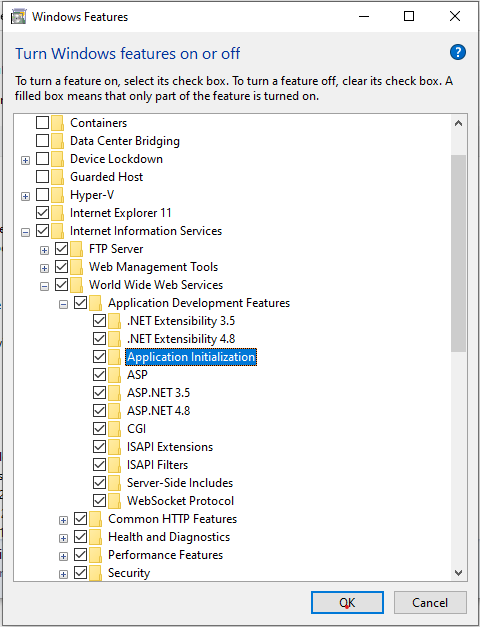 Windows Features
Turn Windows features on or off
To turn a feature on, select its check box. To turn a feature off, clear its check box. A
filled box means that only part of the feature is turned on.
Containers
Data Center Bridging
Device Lockdown
Guarded Host
Hyper-V
Internet Explorer 11
Internet Information Services
FTP Server
Web Management Tools
World Wide Web Services
Application Development Features
.NET Extensibility 3.5
.NET Extensibility 4.8
Application Initialization
ASP
ASP.NET 3.5
ASP.NET 4.8
CGI
ISAPI Extensions
ISAPI Filters
Server-Side Includes
WebSocket Protocol
Common HTTP Features
Health and Diagnostics
Performance Features
Security
OK
Cancel